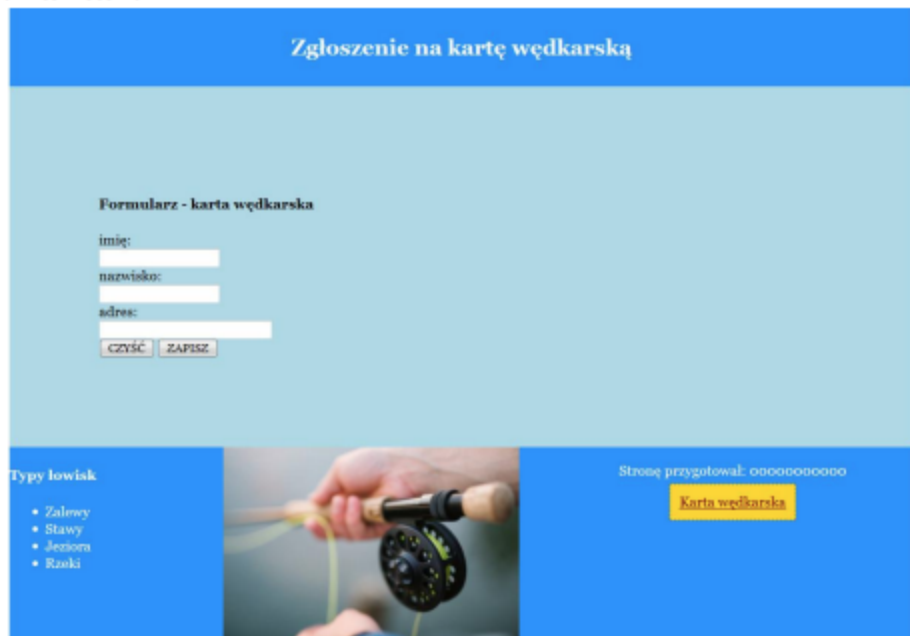 Zgłoszenie na kartę wędkarską
Formularz - karta wędkarska
imię:
nazwisko:
adres:
CZYŚĆ ZAPISZ
Typy łowisk
Zalewy
Stawy
Jeziora
Rzeki
Stronę przygotował: 00000000000
Karta wędkarska